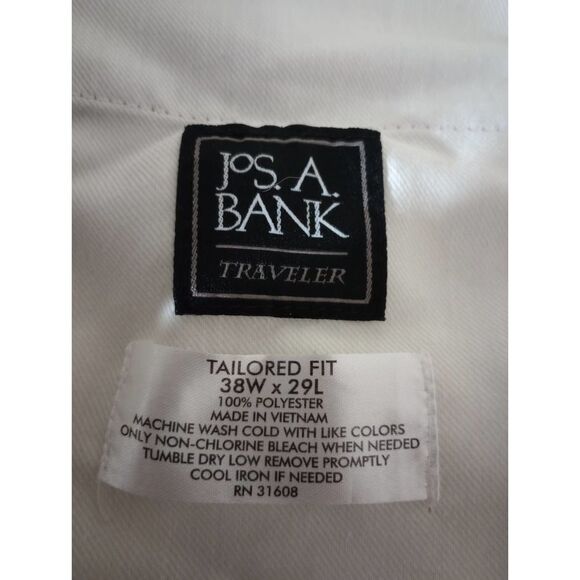 JOS. A.
BANK
TRAVELER
TAILORED FIT
38W x 29L
100% POLYESTER
MADE IN VIETNAM
MACHINE WASH COLD WITH LIKE COLORS
ONLY NON-CHLORINE BLEACH WHEN NEEDED
TUMBLE DRY LOW REMOVE PROMPTLY
COOL IRON IF NEEDED
RN 31608